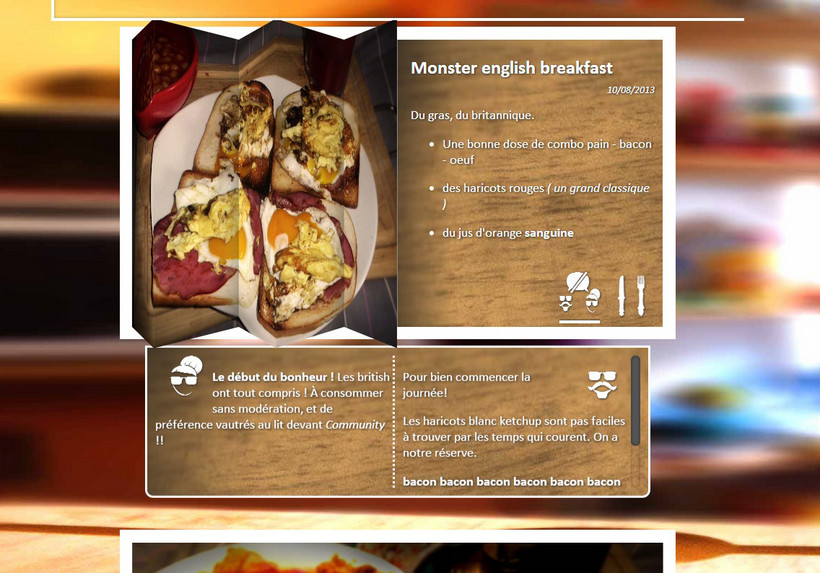 Monster english breakfast
10/08/2013
Du gras, du britannique.
Une bonne dose de combo pain - bacon
- oeuf
des haricots rouges ( un grand classique
)
du jus d'orange sanguine
Le début du bonheur ! Les british
ont tout compris ! À consommer
sans modération, et de
préférence vautrés au lit devant Community
!!
Pour bien commencer la
journée!
Les haricots blanc ketchup sont pas faciles
à trouver par les temps qui courent. On a
notre réserve.
bacon bacon bacon bacon bacon bacon